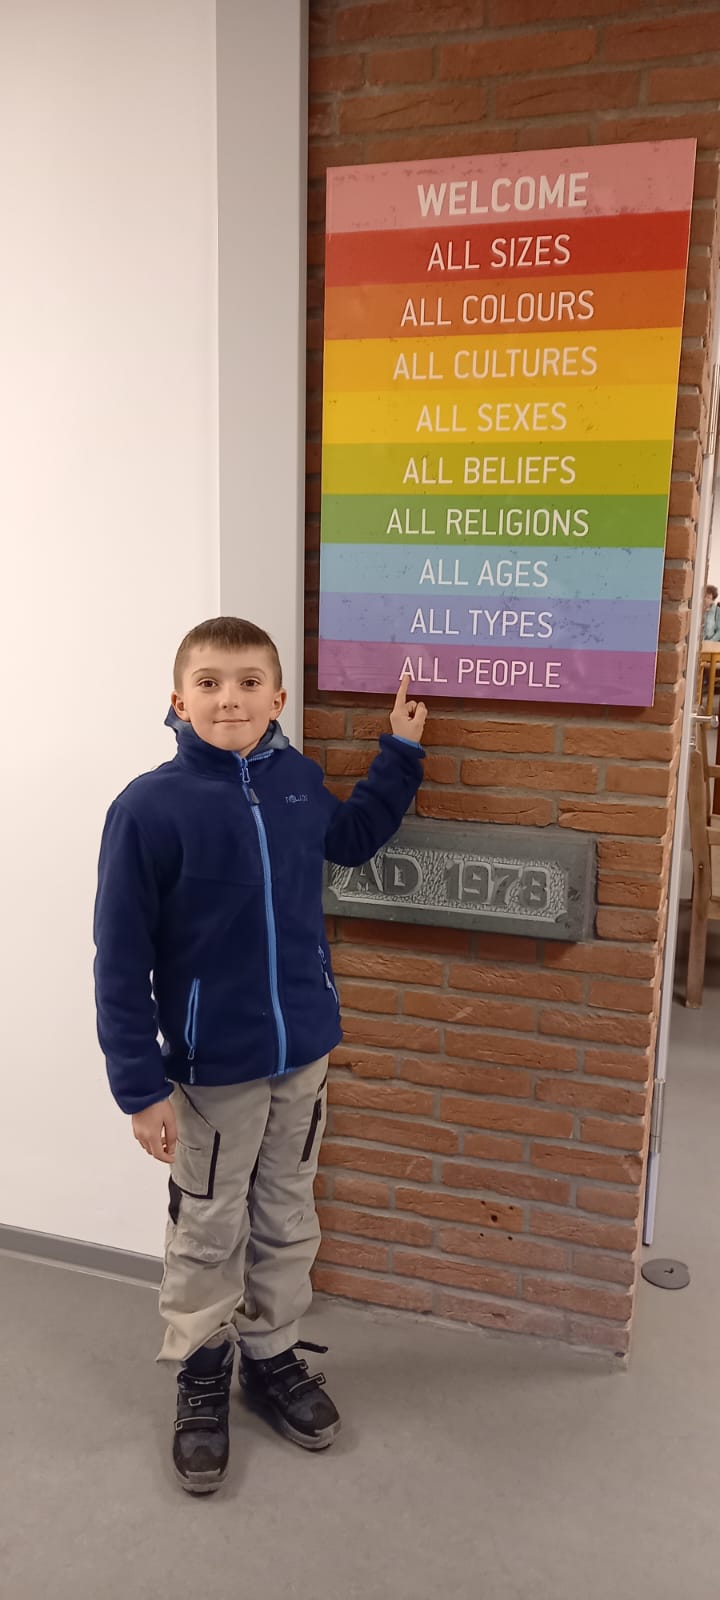 WELCOME
ALL SIZES
ALL COLOURS
ALL CULTURES
ALL SEXES
ALL BELIEFS
ALL RELIGIONS
ALL AGES
ALL TYPES
ALL PEOPLE
AD 1978